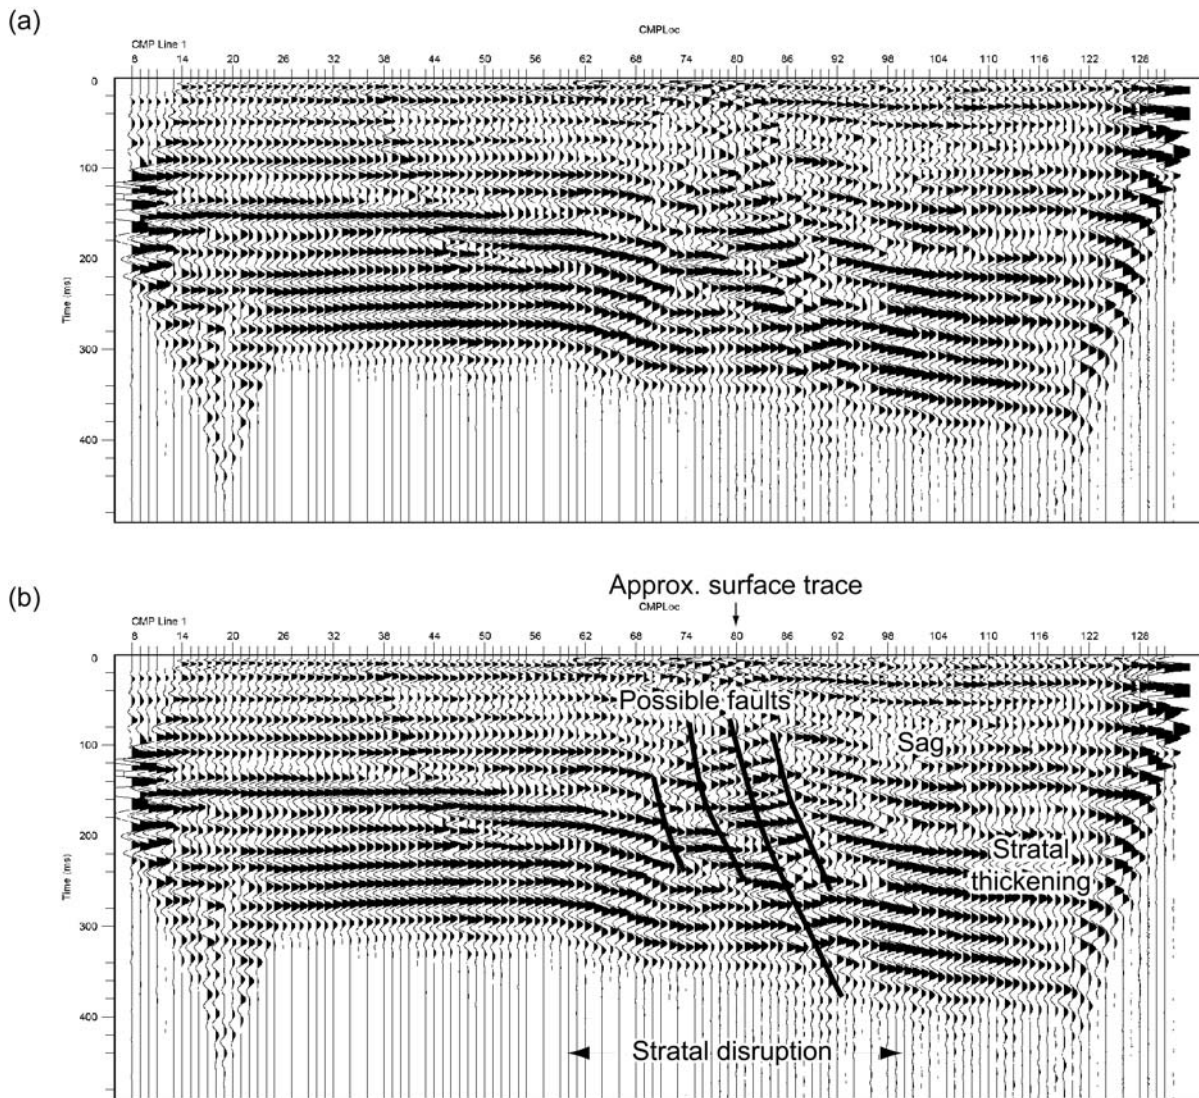 (a)
CMPLoc
CMP Line 1
8 14 20 26 32 38 44 50 56 62 68 74 80 86 92 98 104 110 116 122 128
0
100
200
300
400
Time (ms)
(b)
Approx. surface trace
CMPLoc
CMP Line 1
8 14 20 26 32 38 44 50 56 62 68 74 80 86 92 98 104 110 116 122 128
0
Possible faults
Sag
100
200
Stratal
thickening
300
400
Time (ms)
Stratal disruption